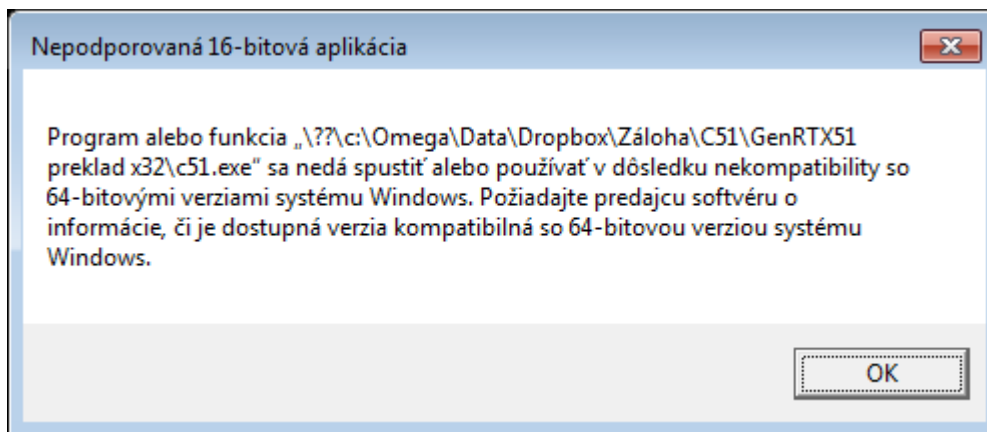 Nepodporovaná 16-bitová aplikácia
Program alebo funkcia „\??\c:\Omega\Data\Dropbox\Záloha\C51\GenRTX51
preklad x32\c51.exe“ sa nedá spustiť alebo používať v dôsledku nekompatibility so
64-bitovými verziami systému Windows. Požiadajte predajcu softvéru o
informácie, či je dostupná verzia kompatibilná so 64-bitovou verziou systému
Windows.
OK